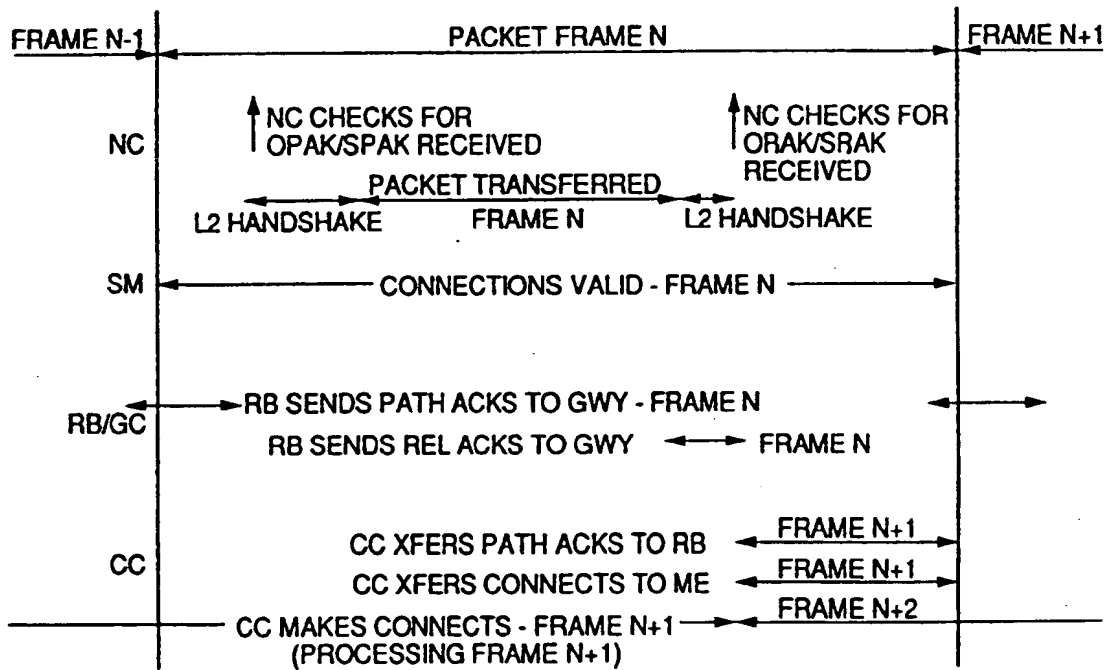 FRAME N-1
PACKET FRAME N
FRAME N+1
NC
NC CHECKS FOR
OPAK/SPAK RECEIVED
NC CHECKS FOR
ORAK/SRAK
RECEIVED
PACKET TRANSFERRED
L2 HANDSHAKE
FRAME N
L2 HANDSHAKE
SM
CONNECTIONS VALID - FRAME N
RB/GC
RB SENDS PATH ACKS TO GWY - FRAME N
RB SENDS REL ACKS TO GWY
FRAME N
CC
CC XFERS PATH ACKS TO RB
FRAME N+1
CC XFERS CONNECTS TO ME
FRAME N+1
CC MAKES CONNECTS - FRAME N+1
(PROCESSING FRAME N+1)
FRAME N+2